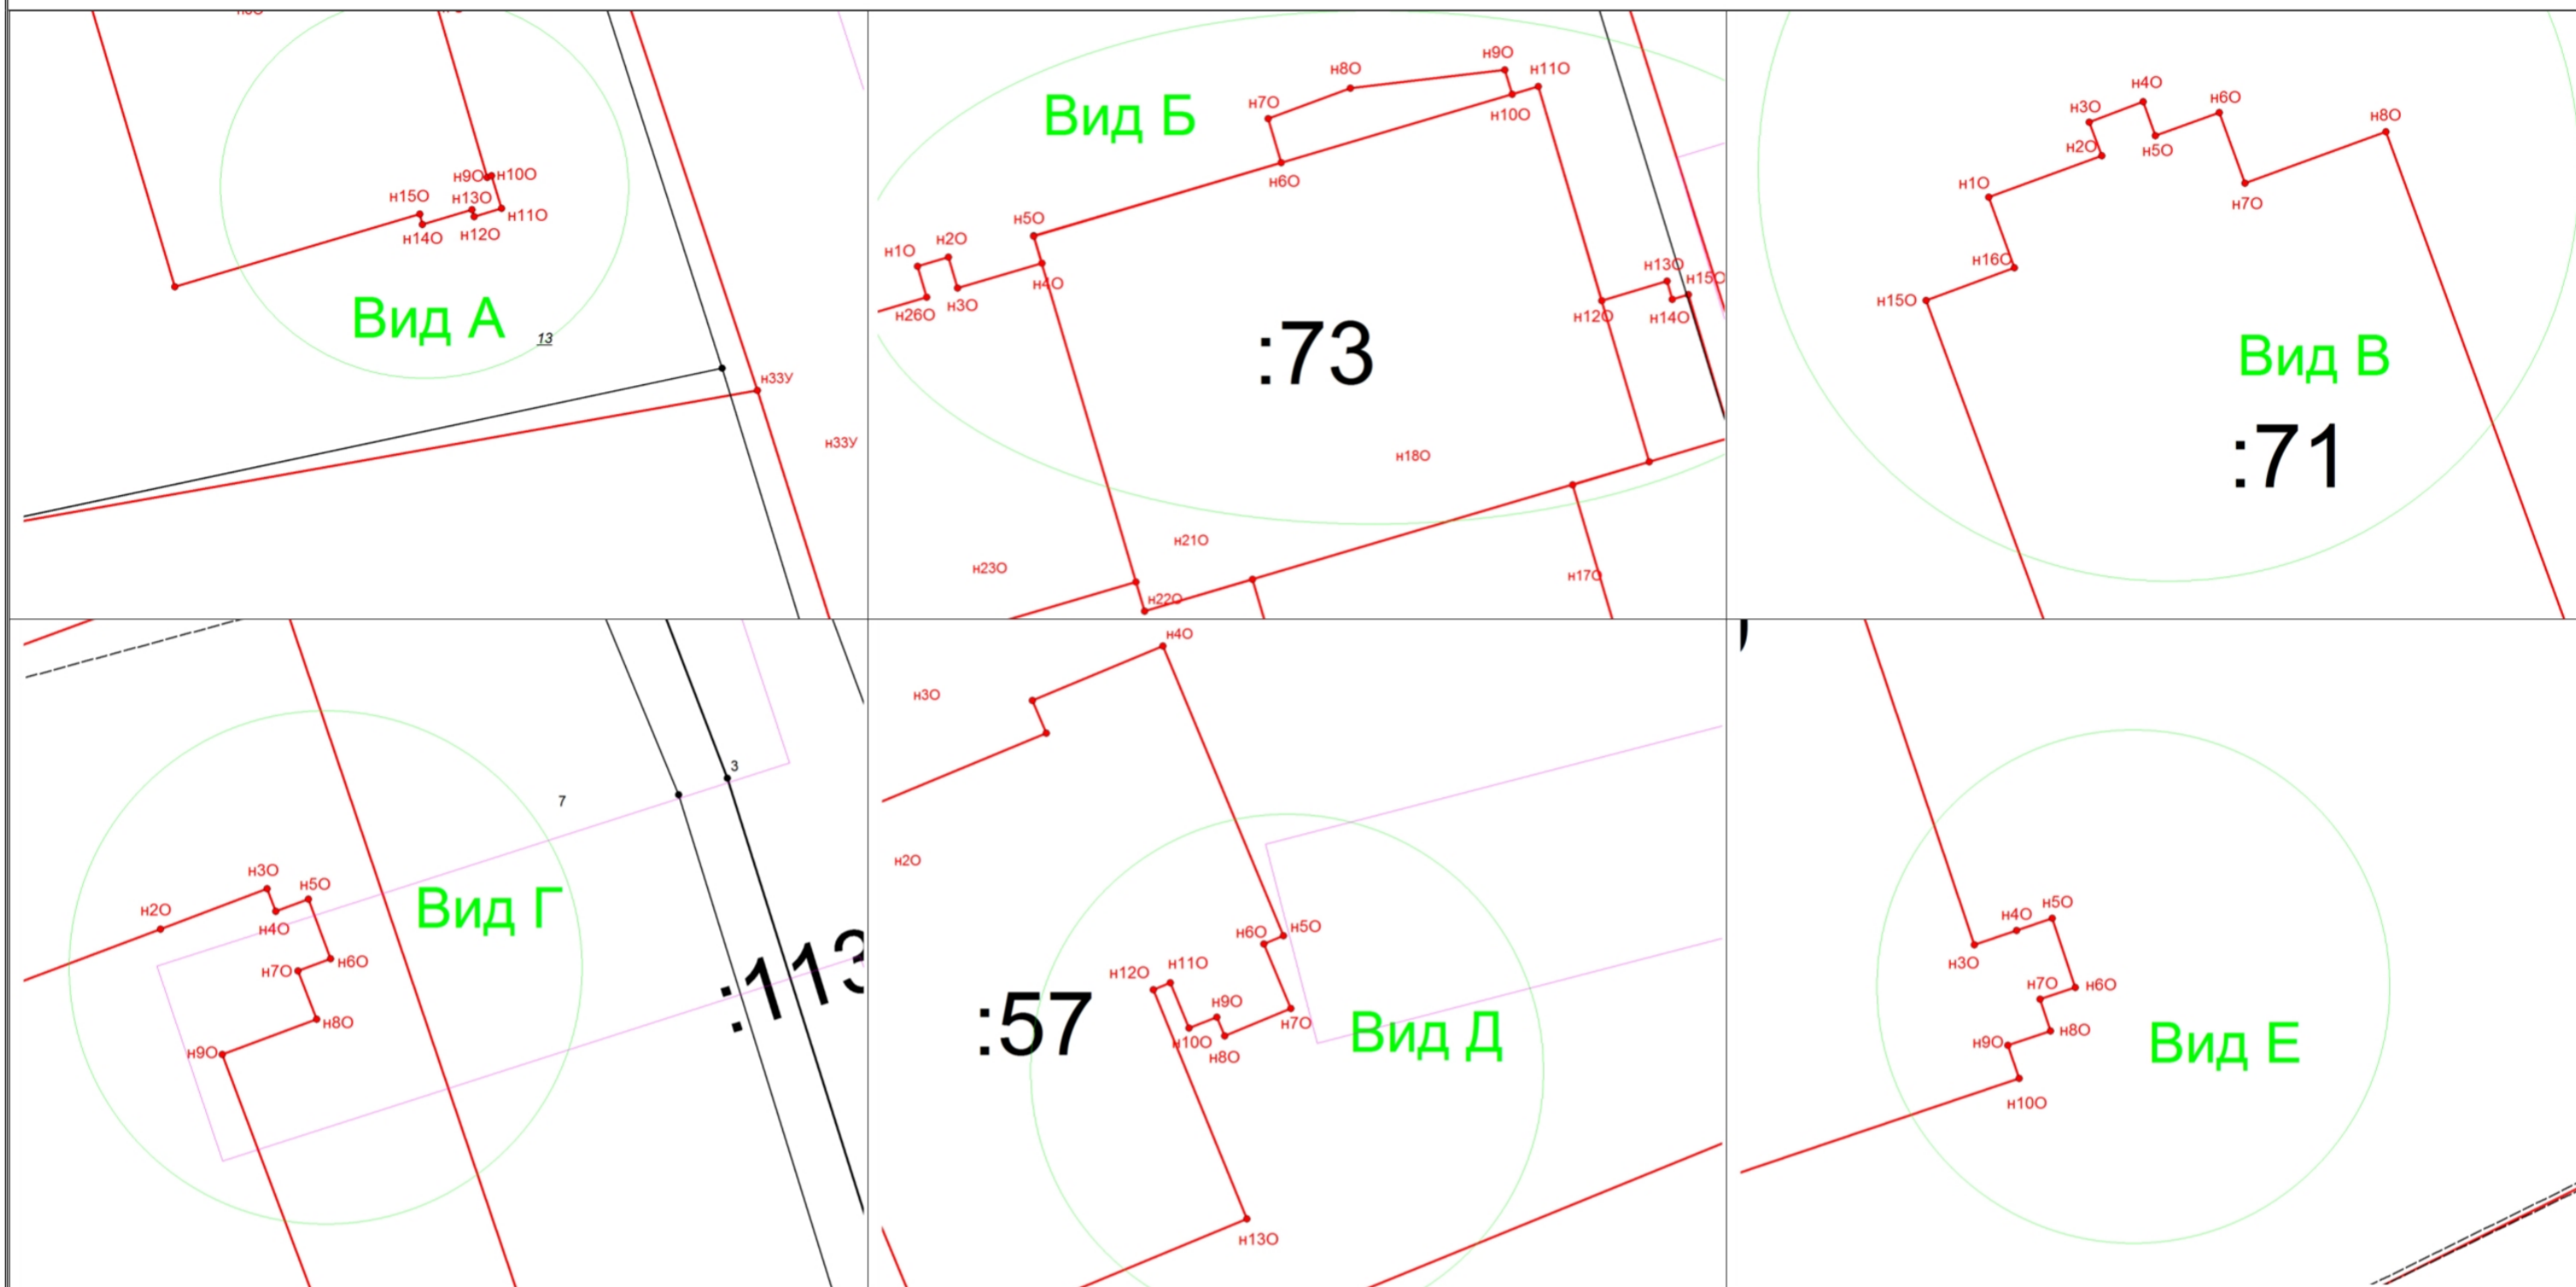 н9О
н10О
н15О
н13О
н11О
н14О
н12О
Вид А
13
н33У
н33У
н9О
н8О
н11О
Вид Б
н7О
н10О
н6О
н5О
н2О
н1О
н13О
н15О
н4О
н3О
н26О
н12О
н14О
:73
н18О
н21О
н23О
н17О
н22О
н4О
н3О
н6О
н8О
н2О
н5О
н1О
н7О
н16О
н15О
Вид В
:71
3
7
н3О
н5О
н2О
Вид Г
н4О
н7О
н6О
н8О
н9О
:113
н4О
н3О
н2О
н6О
н5О
н12О
н11О
н9О
:57
н7О
Вид Д
н10О
н8О
н13О
н5О
н4О
н3О
н7О
н6О
н9О
н8О
Вид Е
н10О